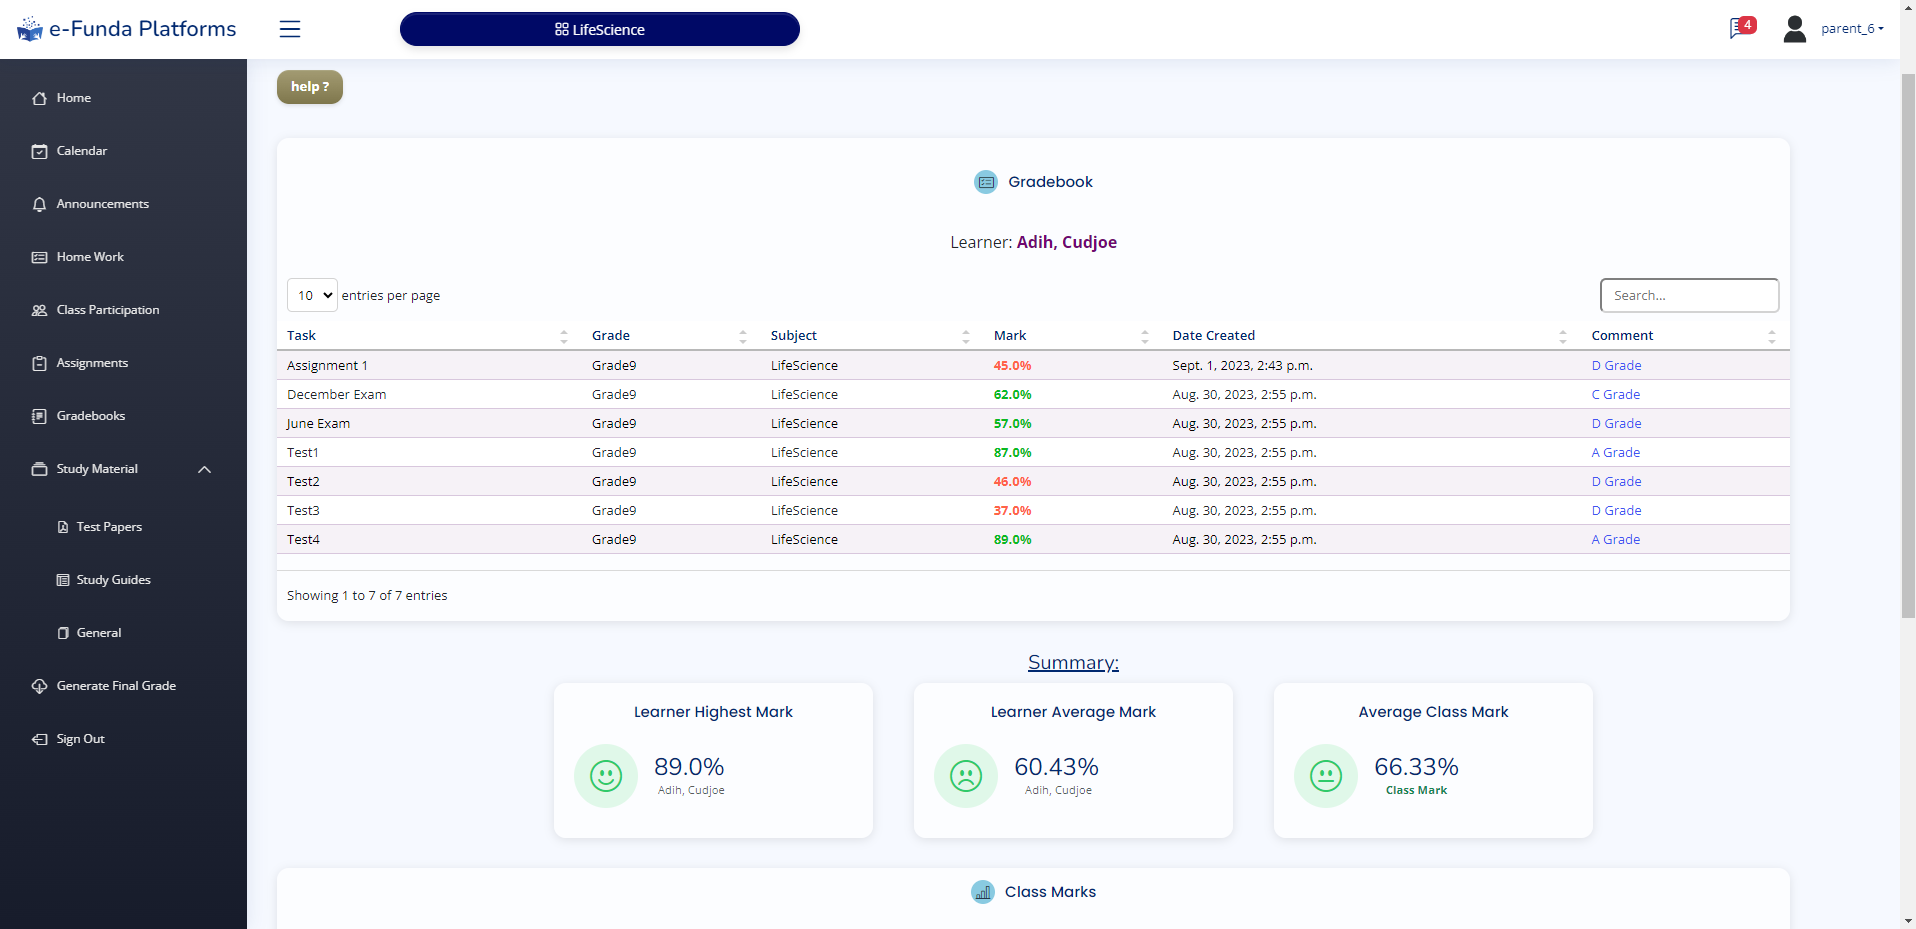 e-Funda Platforms
LifeScience
4
parent_6
Home
Calendar
Announcements
Home Work
Class Participation
Assignments
Gradebooks
Study Material
Test Papers
Study Guides
General
Generate Final Grade
Sign Out
help ?
Gradebook
Learner: Adih, Cudjoe
10 entries per page
Search...
Task Grade Subject Mark Date Created Comment
Assignment 1 Grade9 LifeScience 45.0% Sept. 1, 2023, 2:43 p.m. D Grade
December Exam Grade9 LifeScience 62.0% Aug. 30, 2023, 2:55 p.m. C Grade
June Exam Grade9 LifeScience 57.0% Aug. 30, 2023, 2:55 p.m. D Grade
Test1 Grade9 LifeScience 87.0% Aug. 30, 2023, 2:55 p.m. A Grade
Test2 Grade9 LifeScience 46.0% Aug. 30, 2023, 2:55 p.m. D Grade
Test3 Grade9 LifeScience 37.0% Aug. 30, 2023, 2:55 p.m. D Grade
Test4 Grade9 LifeScience 89.0% Aug. 30, 2023, 2:55 p.m. A Grade
Showing 1 to 7 of 7 entries
Summary:
Learner Highest Mark
89.0%
Adih, Cudjoe
Learner Average Mark
60.43%
Adih, Cudjoe
Average Class Mark
66.33%
Class Mark
Class Marks